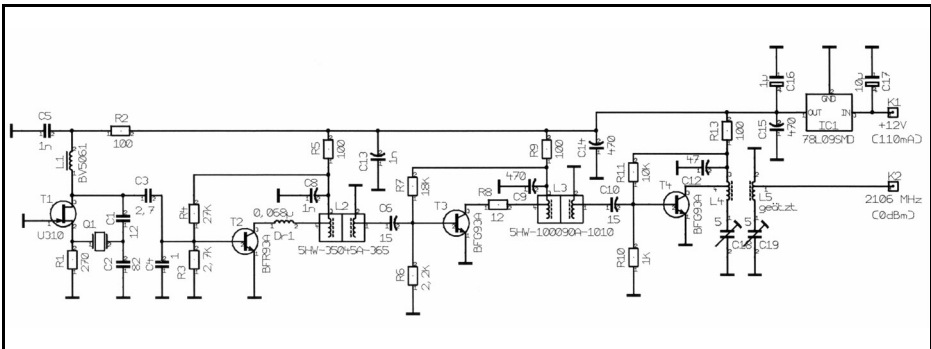 C5
1n
R2
100
L1
BV5061
T1
UJ310
Q1
R1
270
C1
12
C2
82
C3
2,7
C4
1
R4
27K
R3
2,7K
T2
BFR93A
0,068u
Dr1
R5
100
C8
1n
L2
5HW-35045A-365
C13
1n
C6
15
R7
18K
R6
2,2K
T3
BFG93A
R8
12
470
C9
R9
100
L3
5HW-100090A-1010
C14
470
C10
15
R11
10K
R10
1K
T4
BFG93A
47
C12
R13
100
L4
L5
geätzt
5
C18
5
C19
C15
470
1µ
C16
GND
OUT
IN
IC1
78L09SMD
10µ
C17
K1
+12V
(110mA)
K2
2106 MHz
(0dBm)